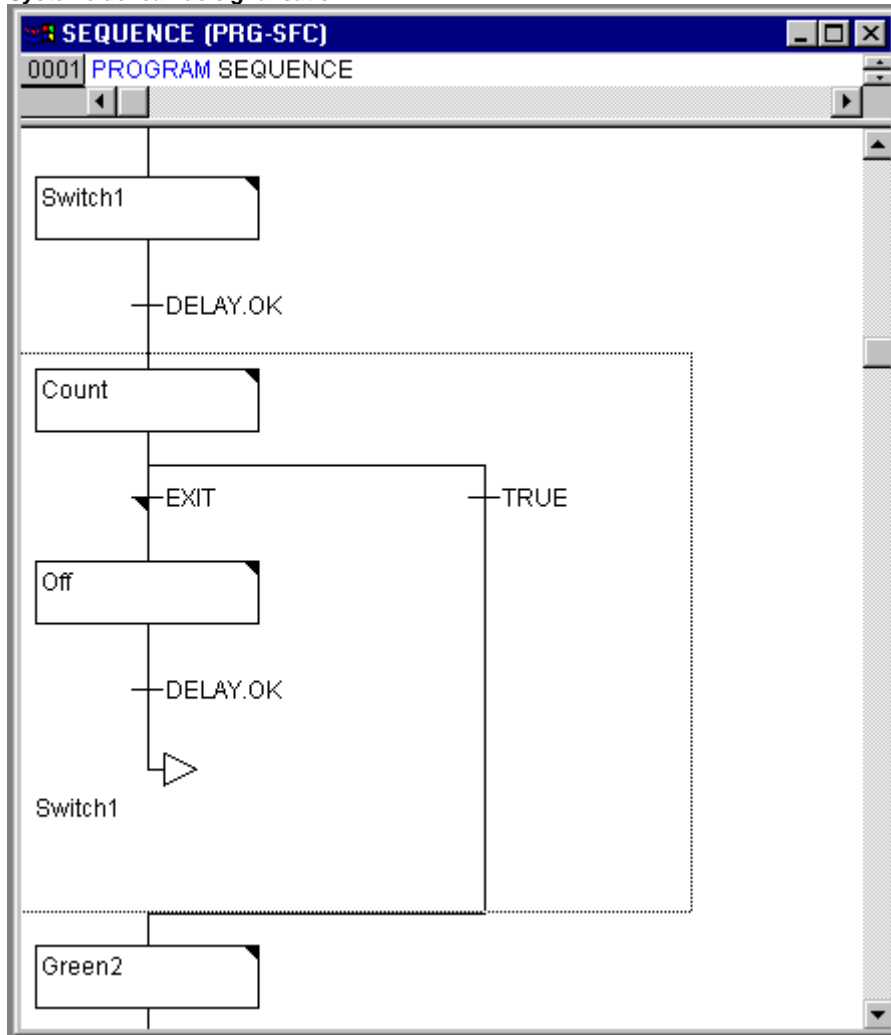 SEQUENCE (PRG-SFC)
0001 PROGRAM SEQUENCE
Switch1
DELAY.OK
Count
EXIT
TRUE
Off
DELAY.OK
Switch1
Green2